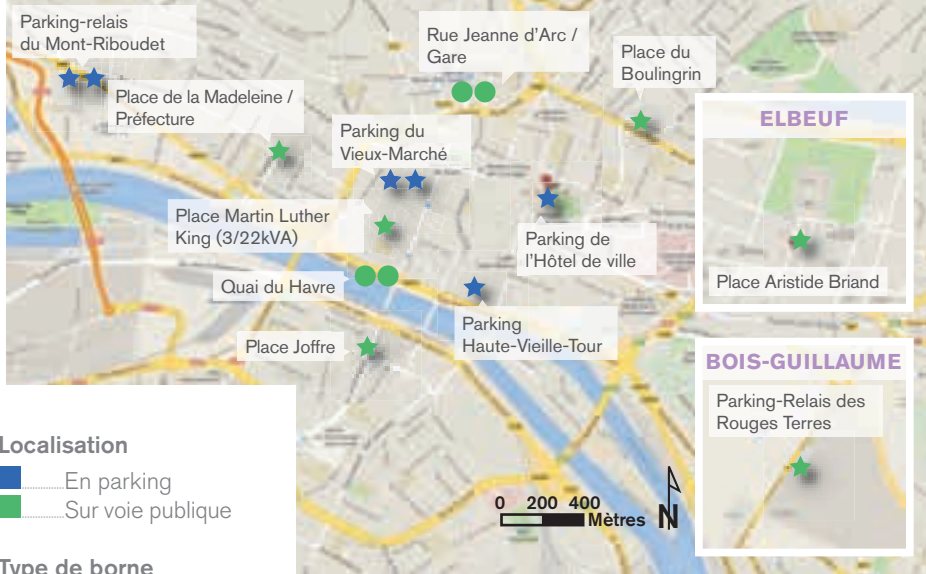 Parking-relais
du Mont-Riboudet
Rue Jeanne d'Arc /
Gare
Place du
Boulingrin
Place de la Madeleine /
Préfecture
Parking du
Vieux-Marché
ELBEUF
Place Martin Luther
King (3/22kVA)
Parking de
l'Hôtel de ville
Place Aristide Briand
Quai du Havre
Parking
Haute-Vieille-Tour
Place Joffre
BOIS-GUILLAUME
Parking-Relais des
Rouges Terres
Localisation
En parking
Sur voie publique
0 200 400
Mètres
N
Type de borne